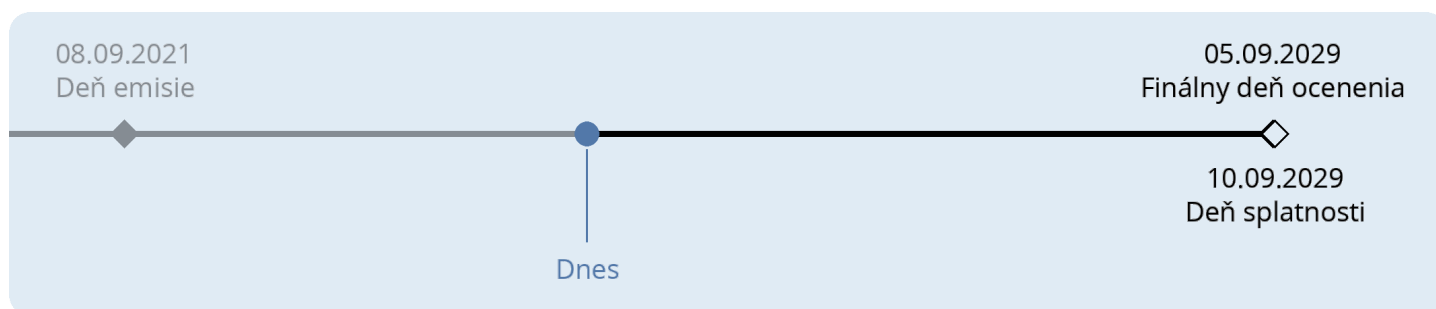 08.09.2021
Deň emisie
05.09.2029
Finálny deň ocenenia
10.09.2029
Deň splatnosti
Dnes